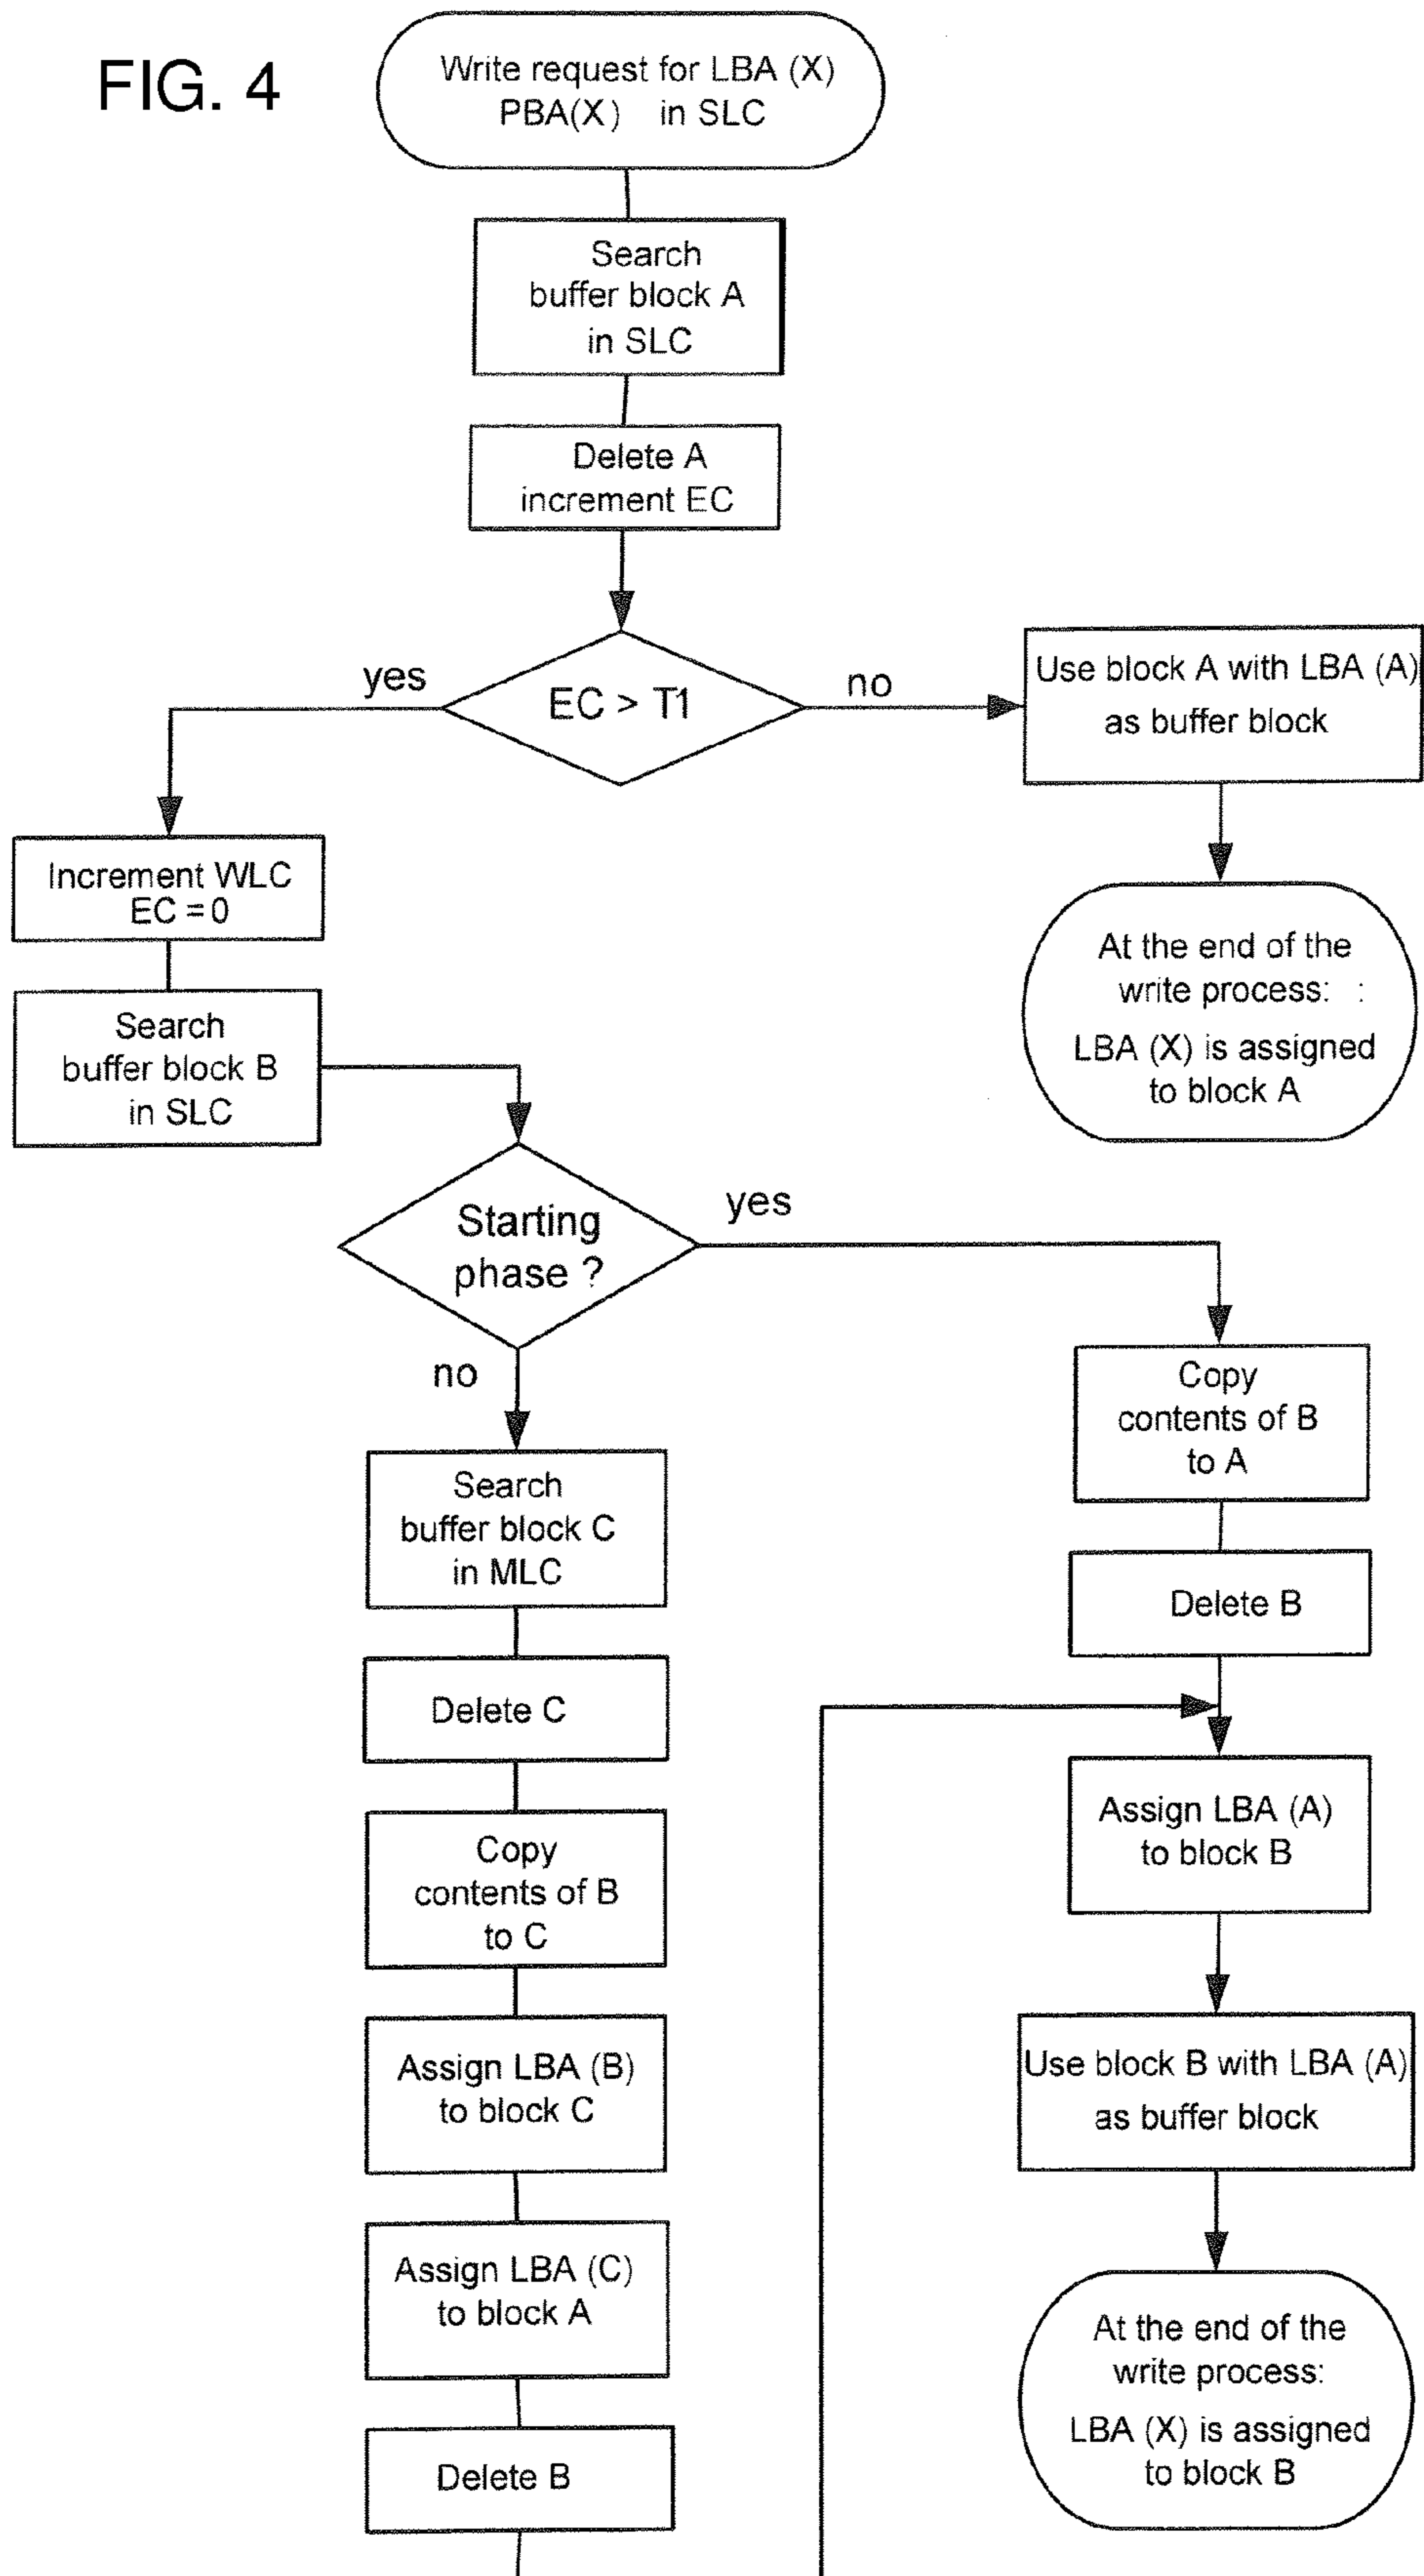 FIG. 4
Write request for LBA (X)
PBA(X) in SLC
Search
buffer block A
in SLC
Delete A
increment EC
EC > T1
yes
no
Use block A with LBA (A)
as buffer block
At the end of the
write process: :
LBA (X) is assigned
to block A
Increment WLC
EC = 0
Search
buffer block B
in SLC
Starting
phase ?
yes
no
Copy
contents of B
to A
Delete B
Assign LBA (A)
to block B
Use block B with LBA (A)
as buffer block
At the end of the
write process:
LBA (X) is assigned
to block B
Search
buffer block C
in MLC
Delete C
Copy
contents of B
to C
Assign LBA (B)
to block C
Assign LBA (C)
to block A
Delete B